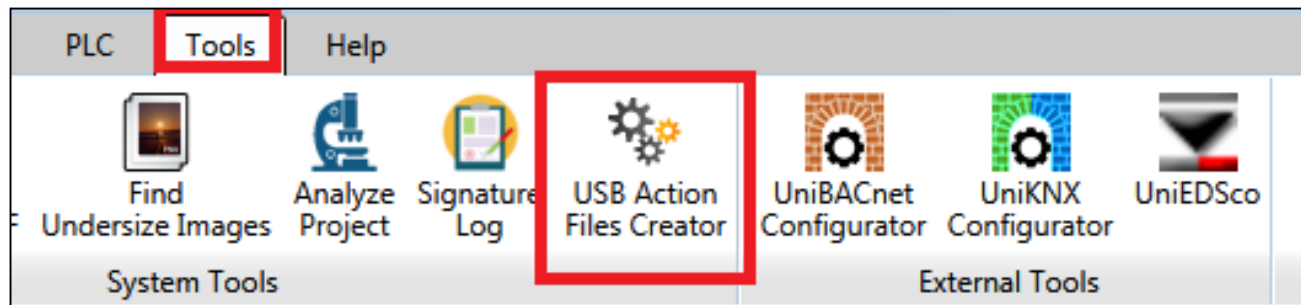 PLC Tools Help
Find
Undersize Images
Analyze
Project
Signature
Log
USB Action
Files Creator
UniBACnet
Configurator
UniKNX
Configurator
UniEDSco
System Tools
External Tools